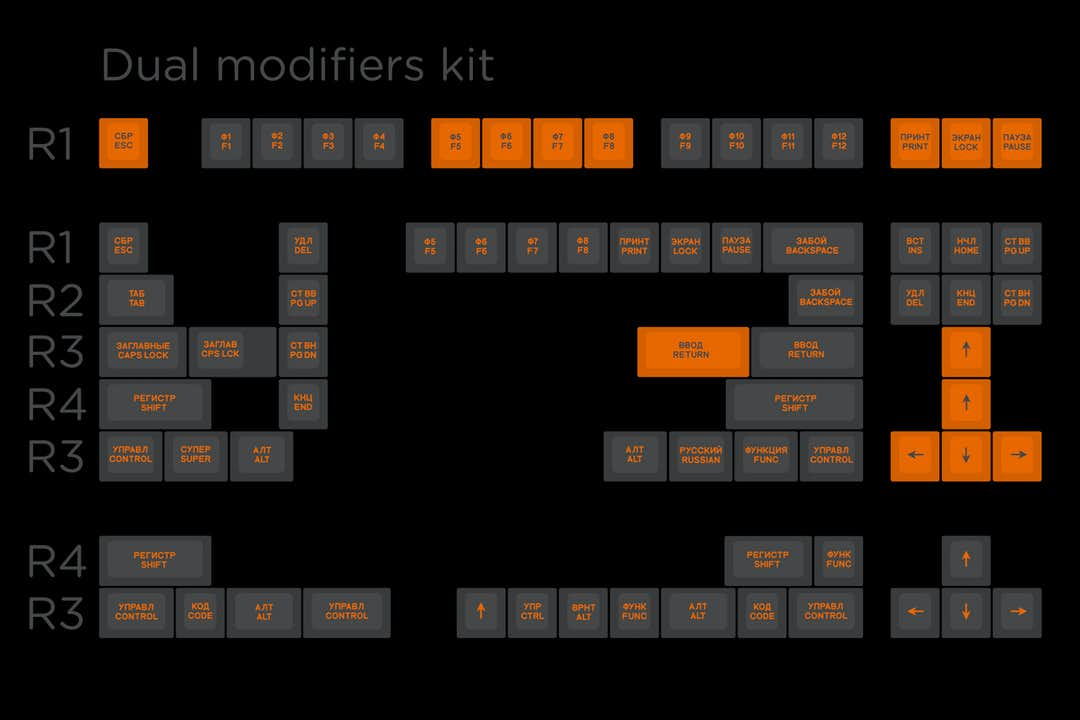 Dual modifiers kit
R1
СБР Ф1 Ф2 Ф3 Ф4 Ф5 Ф6 Ф7 Ф8 Ф9 Ф10 Ф11 Ф12 ПРИНТ ЭКРАН ПАУЗА
ESC F1 F2 F3 F4 F5 F6 F7 F8 F9 F10 F11 F12 PRINT LOCK PAUSE
R1
СБР УДЛ Ф5 Ф6 Ф7 Ф8 ПРИНТ ЭКРАН ПАУЗА ЗАБОЙ ВСТ НЧЛ СТ ВВ
ESC DEL F5 F6 F7 F8 PRINT LOCK PAUSE BACKSPACE INS HOME PG UP
R2
ТАБ СТ ВВ ЗАБОЙ УДЛ КНЦ СТ ВН
TAB PG UP BACKSPACE DEL END PG DN
R3
ЗАГЛАВНЫЕ ЗАГЛАВ СТ ВН ВВОД ВВОД ↑
CAPS LOCK CPS LCK PG DN RETURN RETURN
R4
РЕГИСТР КНЦ РЕГИСТР ↑
SHIFT END SHIFT
R3
УПРАВЛ СУПЕР АЛТ АЛТ РУССКИЙ ФУНКЦИЯ УПРАВЛ ← ↓ →
CONTROL SUPER ALT ALT RUSSIAN FUNC CONTROL
R4
РЕГИСТР РЕГИСТР ФУНК ↑
SHIFT SHIFT FUNC
R3
УПРАВЛ КОД АЛТ УПРАВЛ ↑ УПР ВРНТ ФУНК АЛТ КОД УПРАВЛ ← ↓ →
CONTROL CODE ALT CONTROL CTRL ALT FUNC ALT CODE CONTROL